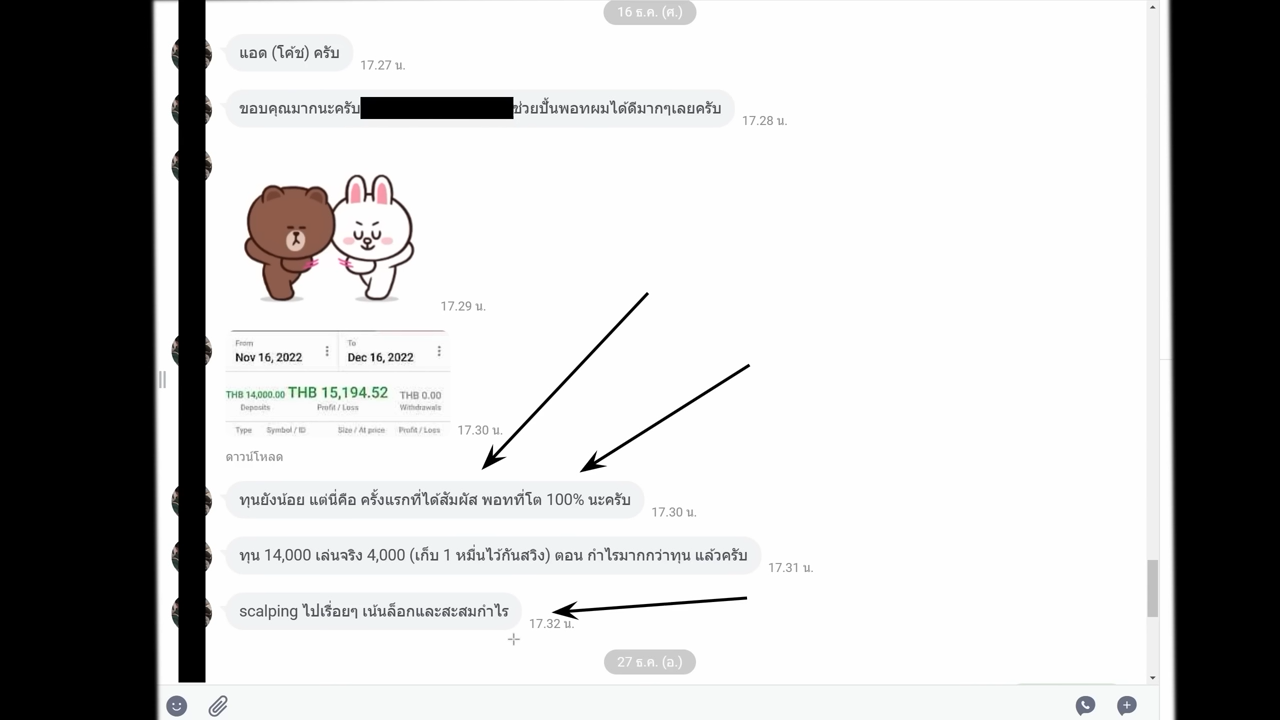 16 ธ.ค. (ศ.)
แอด (โค้ช) ครับ
17.27 น.
ขอบคุณมากนะครับ ช่วยปั้นพอทผมได้ดีมากๆเลยครับ
17.28 น.
17.29 น.
From
Nov 16, 2022
To
Dec 16, 2022
THB 14,000.00 THB 15,194.52 THB 0.00
Deposits Profit / Loss Withdrawals
Type Symbol / ID Size / At price Profit / Loss
17.30 น.
ดาวน์โหลด
ทุนยังน้อย แต่นี่คือ ครั้งแรกที่ได้สัมผัส พอทที่โต 100% นะครับ
17.30 น.
ทุน 14,000 เล่นจริง 4,000 (เก็บ 1 หมื่นไว้กันสวิง) ตอน กำไรมากกว่าทุน แล้วครับ
17.31 น.
scalping ไปเรื่อยๆ เน้นล็อกและสะสมกำไร
17.32 น.
27 ธ.ค. (อ.)